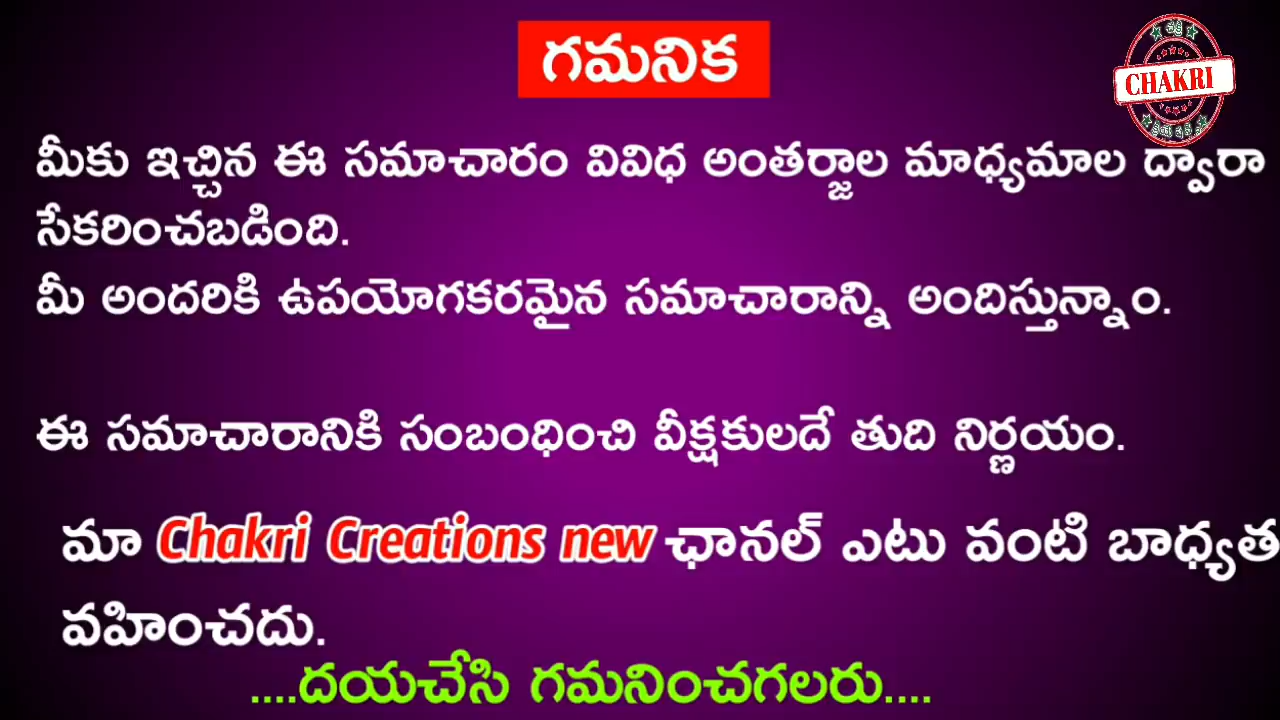 గమనిక
CHAKRI
మీకు ఇచ్చిన ఈ సమాచారం వివిధ అంతర్జాల మాధ్యమాల ద్వారా
సేకరించబడింది.
మీ అందరికి ఉపయోగకరమైన సమాచారాన్ని అందిస్తున్నాం.
ఈ సమాచారానికి సంబంధించి వీక్షకులదే తుది నిర్ణయం.
మా Chakri Creations new ఛానల్ ఎటు వంటి బాధ్యత
వహించదు.
....దయచేసి గమనించగలరు....